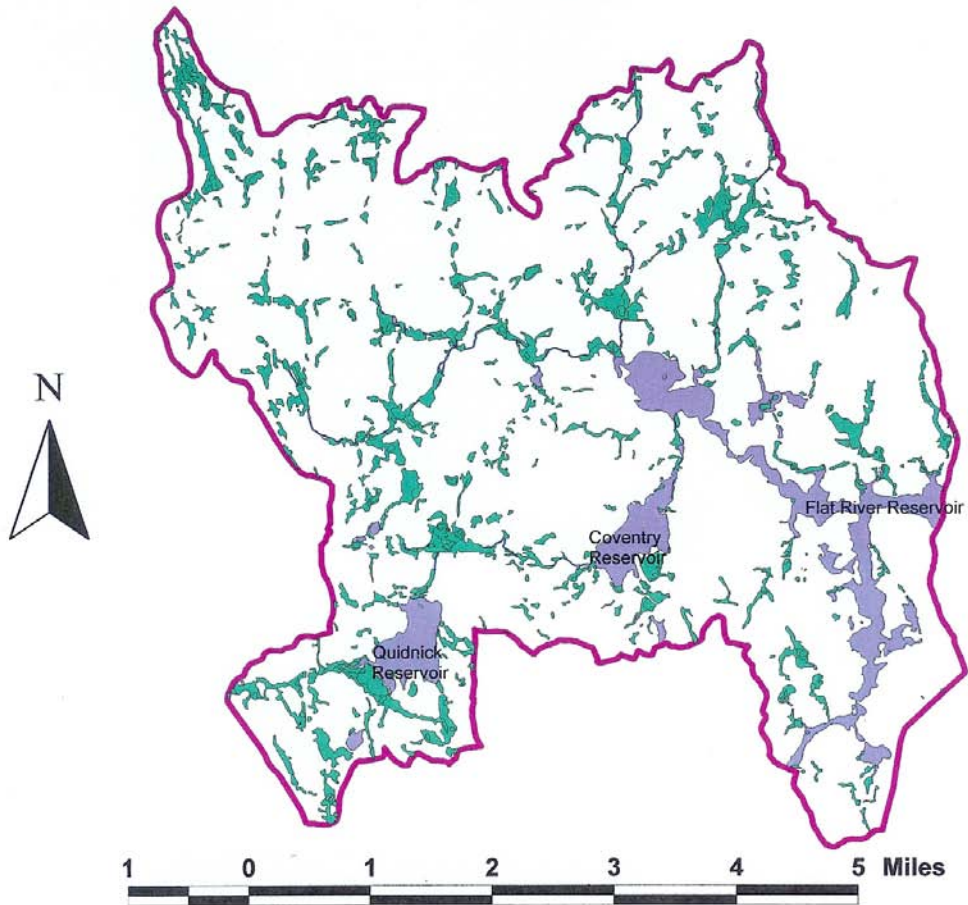 N
Flat River Reservoir
Coventry
Reservoir
Quidnick
Reservoir
1 0 1 2 3 4 5 Miles